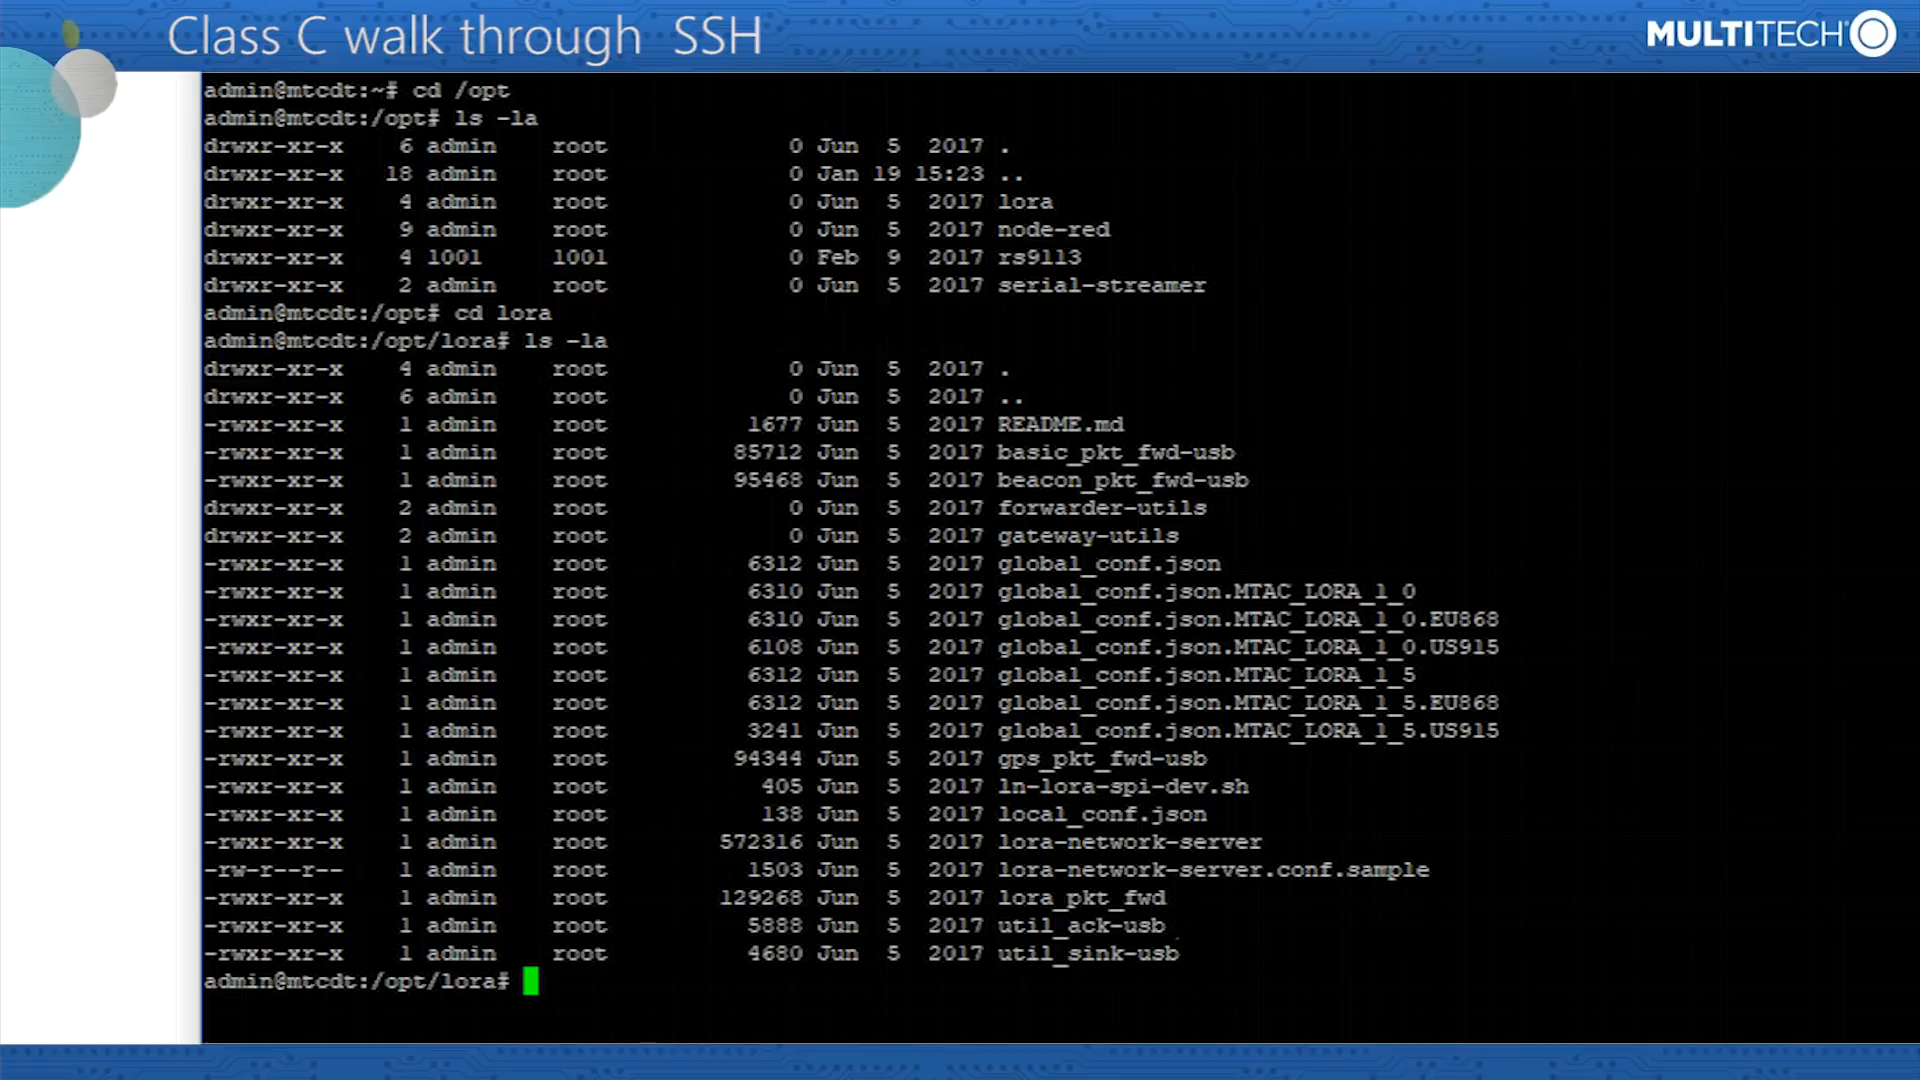 Class C walk through SSH
MULTITECH
admin@mtcdt:~# cd /opt
admin@mtcdt:/opt# ls -la
drwxr-xr-x 6 admin root 0 Jun 5 2017 .
drwxr-xr-x 18 admin root 0 Jan 19 15:23 ..
drwxr-xr-x 4 admin root 0 Jun 5 2017 lora
drwxr-xr-x 9 admin root 0 Jun 5 2017 node-red
drwxr-xr-x 4 1001 1001 0 Feb 9 2017 rs9113
drwxr-xr-x 2 admin root 0 Jun 5 2017 serial-streamer
admin@mtcdt:/opt# cd lora
admin@mtcdt:/opt/lora# ls -la
drwxr-xr-x 4 admin root 0 Jun 5 2017 .
drwxr-xr-x 6 admin root 0 Jun 5 2017 ..
-rwxr-xr-x 1 admin root 1677 Jun 5 2017 README.md
-rwxr-xr-x 1 admin root 85712 Jun 5 2017 basic_pkt_fwd-usb
-rwxr-xr-x 1 admin root 95468 Jun 5 2017 beacon_pkt_fwd-usb
drwxr-xr-x 2 admin root 0 Jun 5 2017 forwarder-utils
drwxr-xr-x 2 admin root 0 Jun 5 2017 gateway-utils
-rwxr-xr-x 1 admin root 6312 Jun 5 2017 global_conf.json
-rwxr-xr-x 1 admin root 6310 Jun 5 2017 global_conf.json.MTAC_LORA_1_0
-rwxr-xr-x 1 admin root 6310 Jun 5 2017 global_conf.json.MTAC_LORA_1_0.EU868
-rwxr-xr-x 1 admin root 6108 Jun 5 2017 global_conf.json.MTAC_LORA_1_0.US915
-rwxr-xr-x 1 admin root 6312 Jun 5 2017 global_conf.json.MTAC_LORA_1_5
-rwxr-xr-x 1 admin root 6312 Jun 5 2017 global_conf.json.MTAC_LORA_1_5.EU868
-rwxr-xr-x 1 admin root 3241 Jun 5 2017 global_conf.json.MTAC_LORA_1_5.US915
-rwxr-xr-x 1 admin root 94344 Jun 5 2017 gps_pkt_fwd-usb
-rwxr-xr-x 1 admin root 405 Jun 5 2017 ln-lora-spi-dev.sh
-rwxr-xr-x 1 admin root 138 Jun 5 2017 local_conf.json
-rwxr-xr-x 1 admin root 572316 Jun 5 2017 lora-network-server
-rw-r--r-- 1 admin root 1503 Jun 5 2017 lora-network-server.conf.sample
-rwxr-xr-x 1 admin root 129268 Jun 5 2017 lora_pkt_fwd
-rwxr-xr-x 1 admin root 5888 Jun 5 2017 util_ack-usb
-rwxr-xr-x 1 admin root 4680 Jun 5 2017 util_sink-usb
admin@mtcdt:/opt/lora#